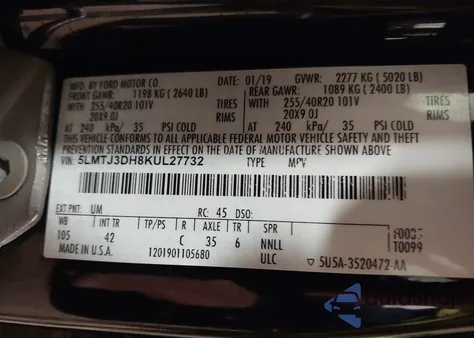 MFD. BY FORD MOTOR CO.
DATE: 01/19 GVWR: 2277 KG ( 5020 LB)
FRONT GAWR: 1198 KG ( 2640 LB) REAR GAWR: 1089 KG ( 2400 LB)
WITH 255/40R20 101V TIRES WITH 255/40R20 101V TIRES
20X9.0J RIMS 20X9.0J RIMS
AT 240 kPa/ 35 PSI COLD AT 240 kPa/ 35 PSI COLD
THIS VEHICLE CONFORMS TO ALL APPLICABLE FEDERAL MOTOR VEHICLE SAFETY AND THEFT
PREVENTION STANDARDS IN EFFECT ON THE DATE OF MANUFACTURE SHOWN ABOVE.
VIN: 5LMTJ3DH8KUL27732 TYPE: MPV
EXT PNT: UM RC: 45 DSO:
WB INT TR TP/PS R AXLE TR SPR
105 42 C 35 6 NNLL
MADE IN U.S.A. 1201901105680 ULC
T0099
▽ 5U5A-3520472-AA